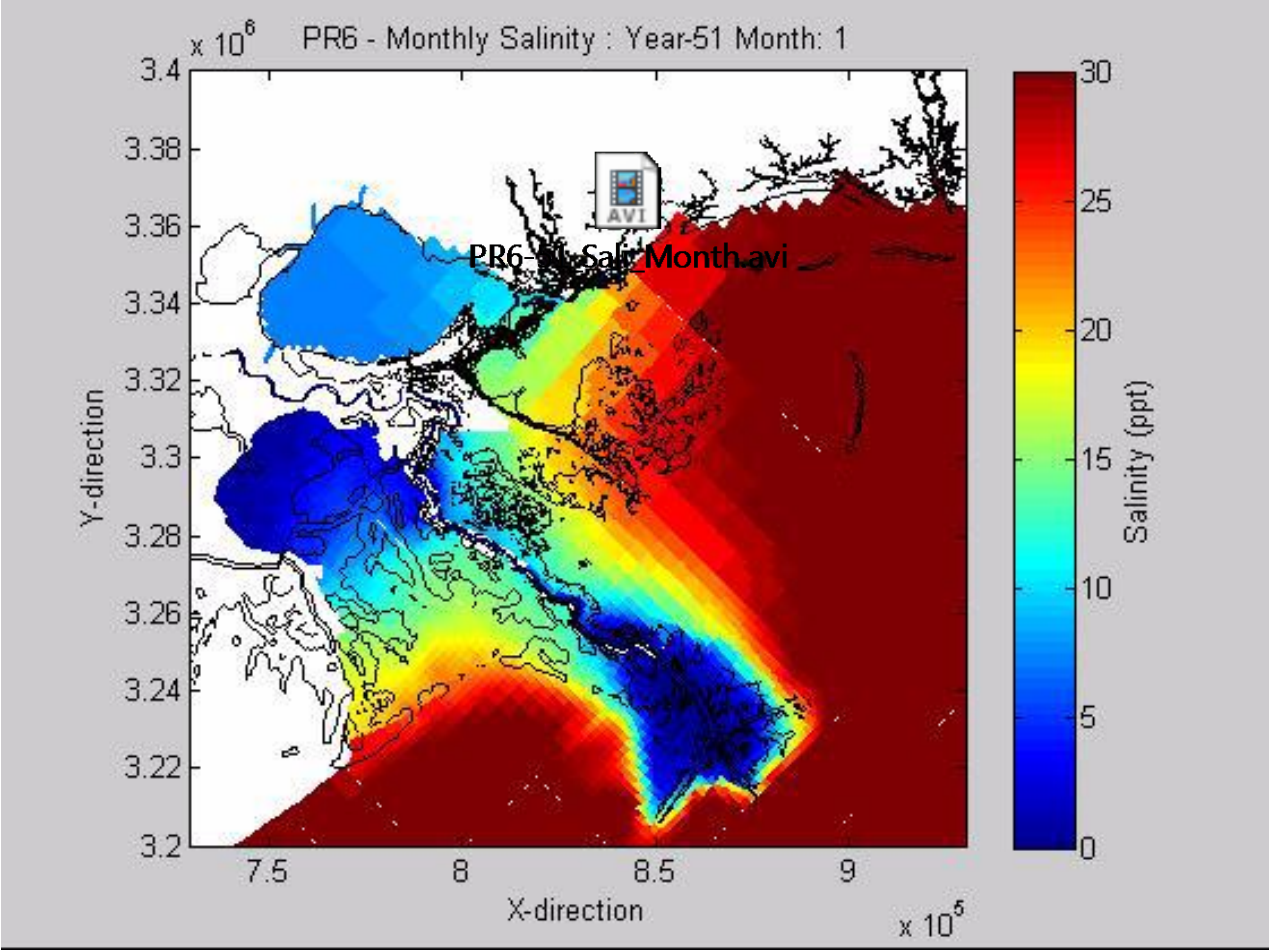 x 10^6 PR6 - Monthly Salinity : Year-51 Month: 1
3.4
3.38
3.36
3.34
3.32
3.3
3.28
3.26
3.24
3.22
3.2
Y-direction
7.5 8 8.5 9
X-direction
x 10^5
30
25
20
15
10
5
0
Salinity (ppt)
AVI
PR6-51_Sali_Month.avi